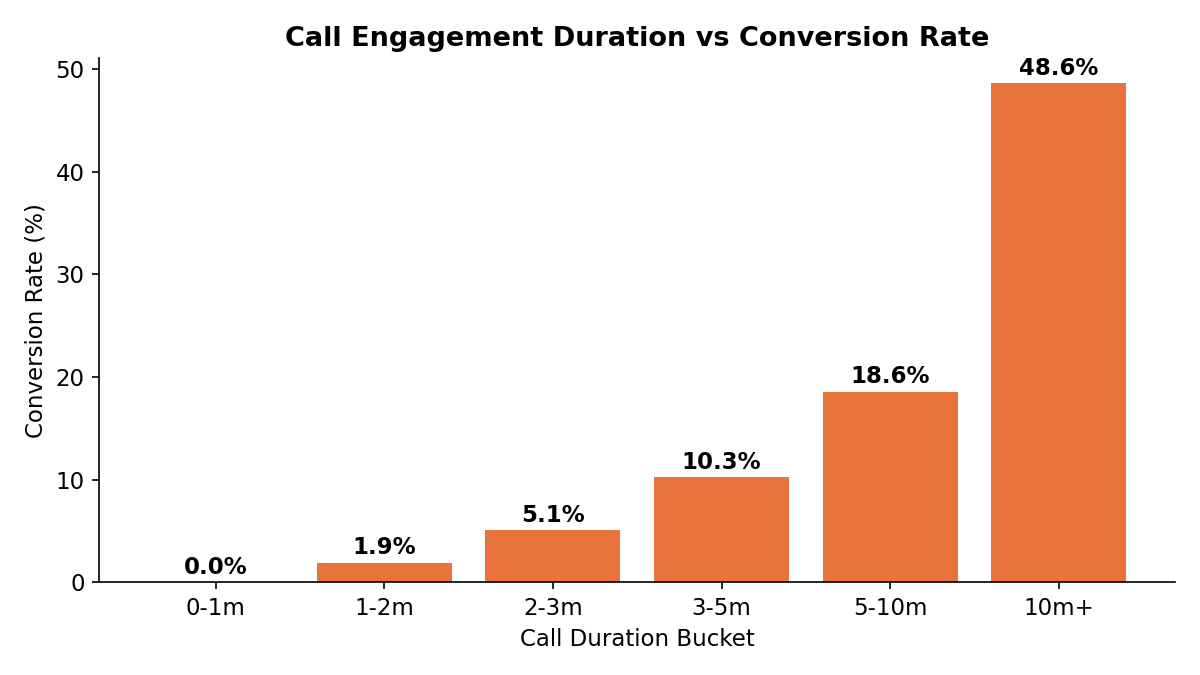 Call Engagement Duration vs Conversion Rate
Conversion Rate (%)
50
40
30
20
10
0
0.0%
1.9%
5.1%
10.3%
18.6%
48.6%
0-1m
1-2m
2-3m
3-5m
5-10m
10m+
Call Duration Bucket